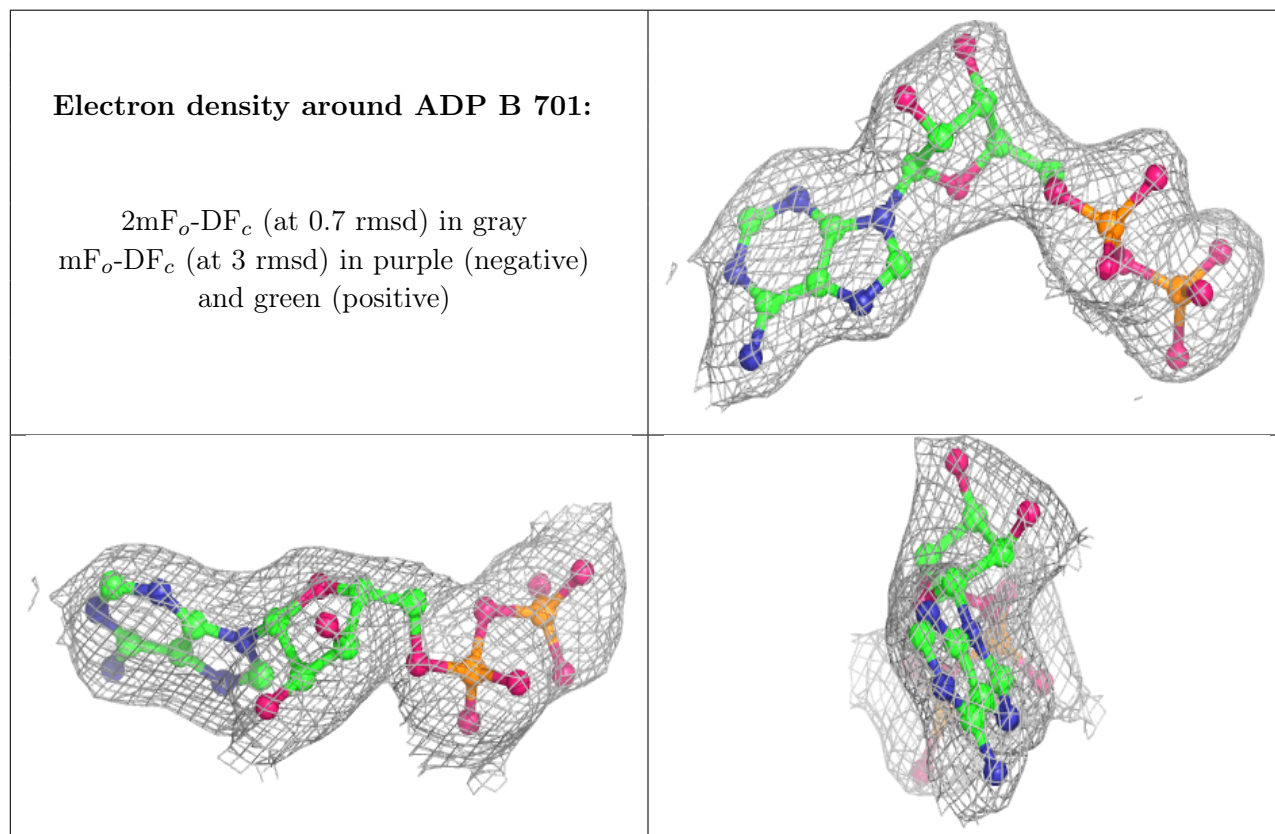 Electron density around ADP B 701:
2mFo-DFc (at 0.7 rmsd) in gray
mFo-DFc (at 3 rmsd) in purple (negative)
and green (positive)